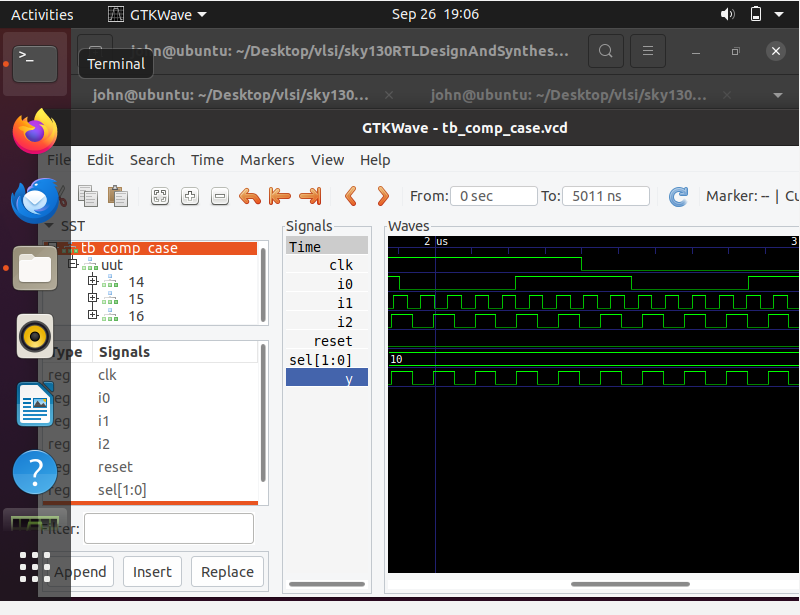 Activities GTKWave Sep 26 19:06
john@ubuntu: ~/Desktop/vlsi/sky130RTLDesignAndSynthes...
Terminal
john@ubuntu: ~/Desktop/vlsi/sky130... john@ubuntu: ~/Desktop/vlsi/sky130...
GTKWave - tb_comp_case.vcd
File Edit Search Time Markers View Help
From: 0 sec To: 5011 ns Marker: -- | Cu
SST
tb_comp_case
uut
14
15
16
Type Signals
reg clk
reg i0
reg i1
reg i2
reg reset
reg sel[1:0]
Filter:
Append Insert Replace
Signals
Time
clk
i0
i1
i2
reset
sel[1:0]
y
Waves
2 us 3
10